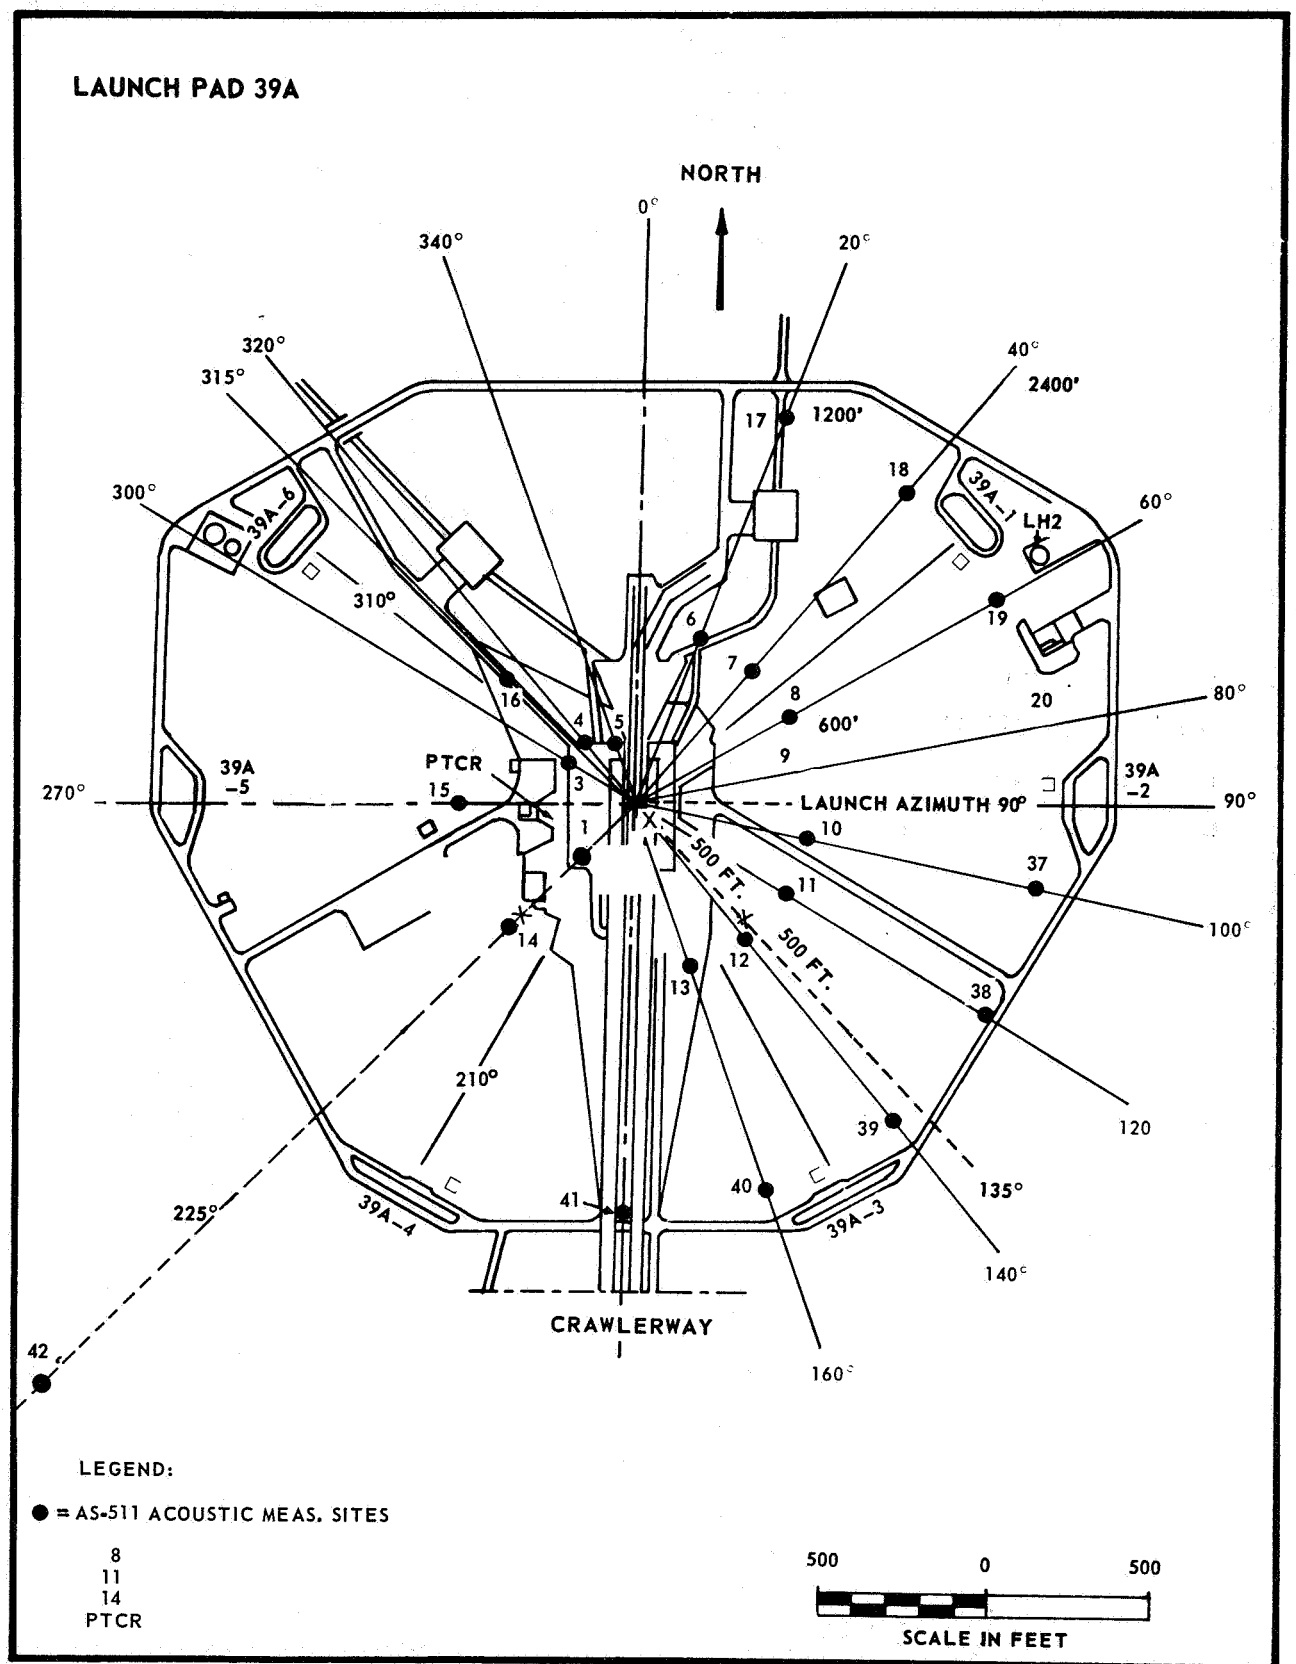 LAUNCH PAD 39A
NORTH
0°
340°
20°
320°
40°
2400'
315°
17
1200'
18
300°
39A-6
39A-1
60°
LH2
310°
19
6
7
16
8
20
80°
4
5
600'
9
PTCR
3
39A
-5
39A
-2
270°
15
LAUNCH AZIMUTH 90°
90°
X
10
1
500 FT.
37
11
X
X
100°
14
12
500 FT.
13
38
210°
39
120
40
135°
41
225°
39A-4
39A-3
140°
CRAWLERWAY
42
160°
LEGEND:
= AS-511 ACOUSTIC MEAS. SITES
8
11
14
PTCR
500 0 500
SCALE IN FEET